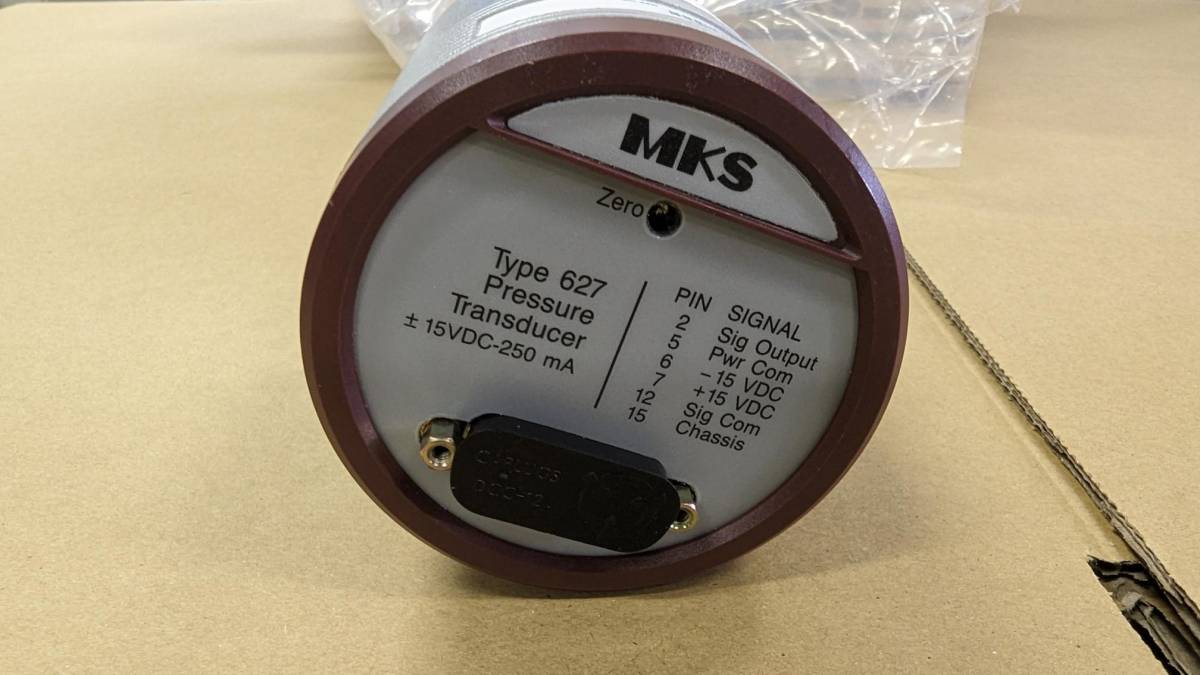 MKS
Zero
Type 627
Pressure
Transducer
± 15VDC-250 mA
PIN SIGNAL
2 Sig Output
5 Pwr Com
6 – 15 VDC
7 +15 VDC
12 Sig Com
15 Chassis
CAPLUGS